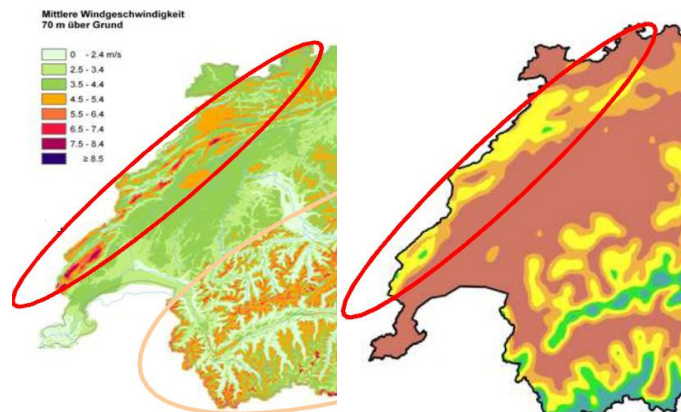 Mittlere Windgeschwindigkeit
70 m über Grund
0 - 2.4 m/s
2.5 - 3.4
3.5 - 4.4
4.5 - 5.4
5.5 - 6.4
6.5 - 7.4
7.5 - 8.4
≥ 8.5